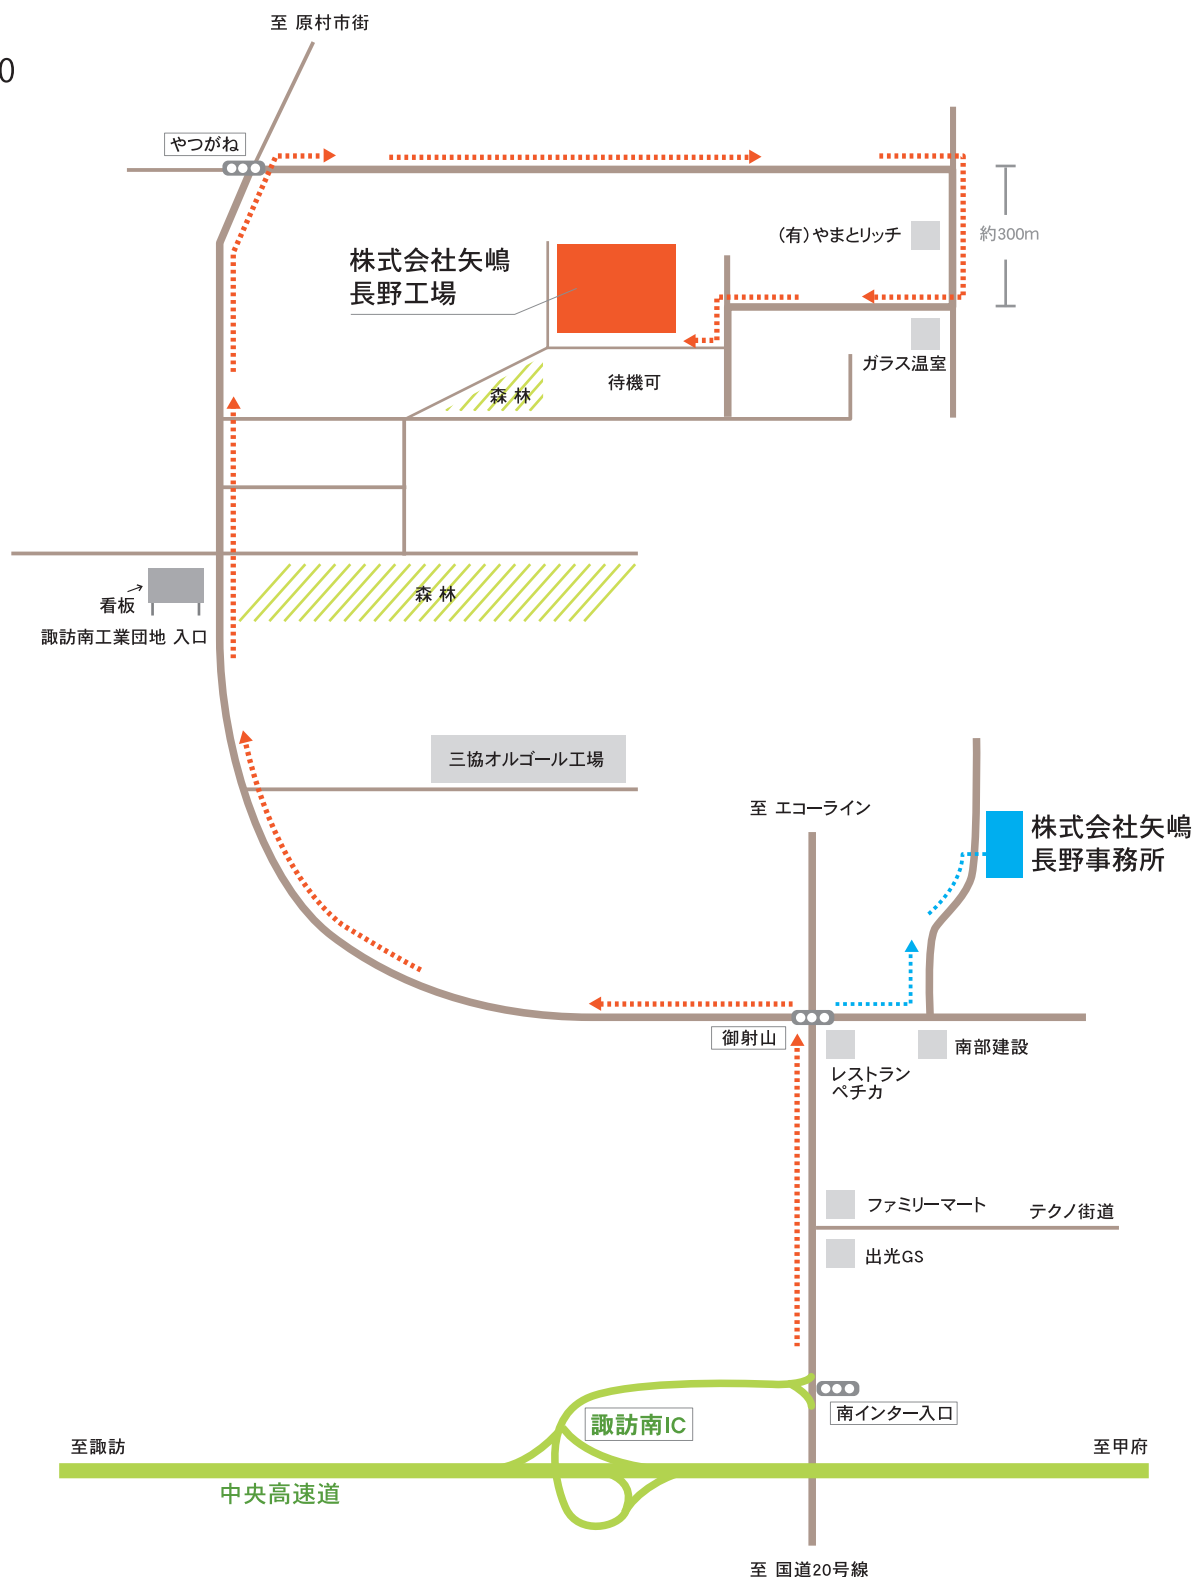 至 原村市街
0
やつがね
(有)やまとリッチ
約300m
株式会社矢嶋
長野工場
ガラス温室
待機可
森 林
森 林
看板
諏訪南工業団地 入口
三協オルゴール工場
至 エコーライン
株式会社矢嶋
長野事務所
御射山
南部建設
レストラン
ペチカ
ファミリーマート
テクノ街道
出光GS
南インター入口
諏訪南IC
至諏訪
至甲府
中央高速道
至 国道20号線